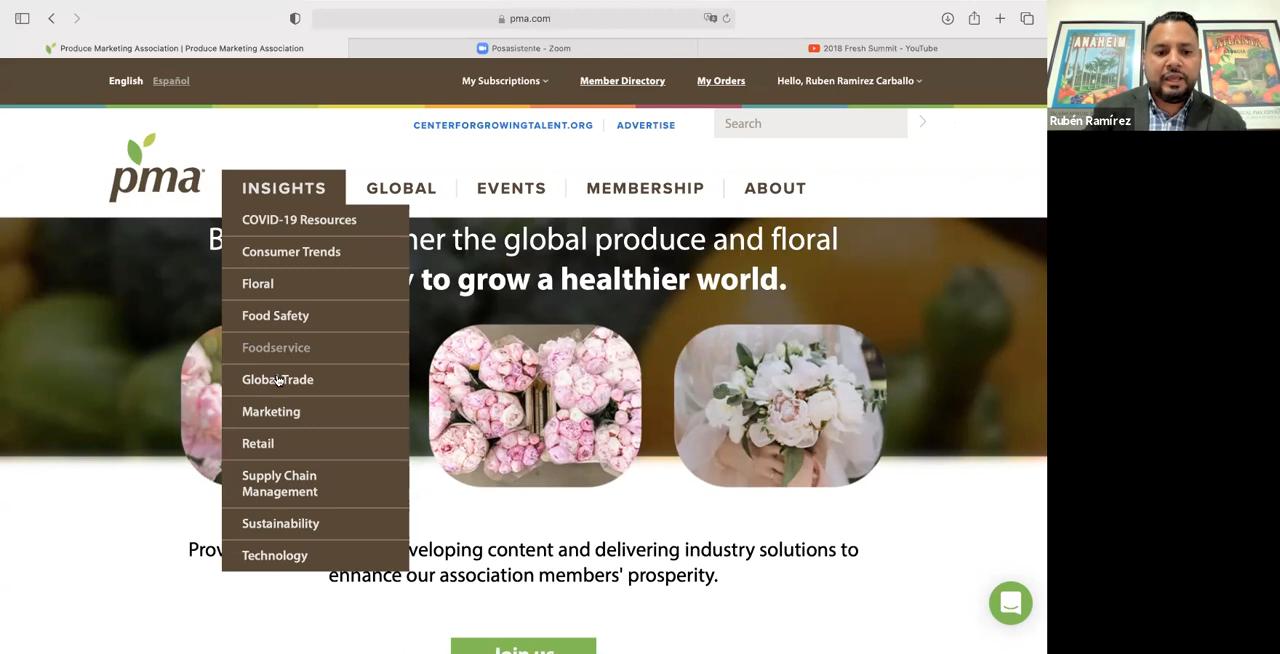 pma.com
Produce Marketing Association | Produce Marketing Association
Posasistente - Zoom
2018 Fresh Summit - YouTube
English Español
My Subscriptions
Member Directory
My Orders
Hello, Ruben Ramirez Carballo
CENTERFORGROWINGTALENT.ORG
ADVERTISE
Search
pma
INSIGHTS
GLOBAL
EVENTS
MEMBERSHIP
ABOUT
COVID-19 Resources
Consumer Trends
Floral
Food Safety
Foodservice
Global Trade
Marketing
Retail
Supply Chain
Management
Sustainability
Technology
B her the global produce and floral
y to grow a healthier world.
Prov veloping content and delivering industry solutions to
enhance our association members' prosperity.
Join us
ANAHEIM
Rubén Ramírez